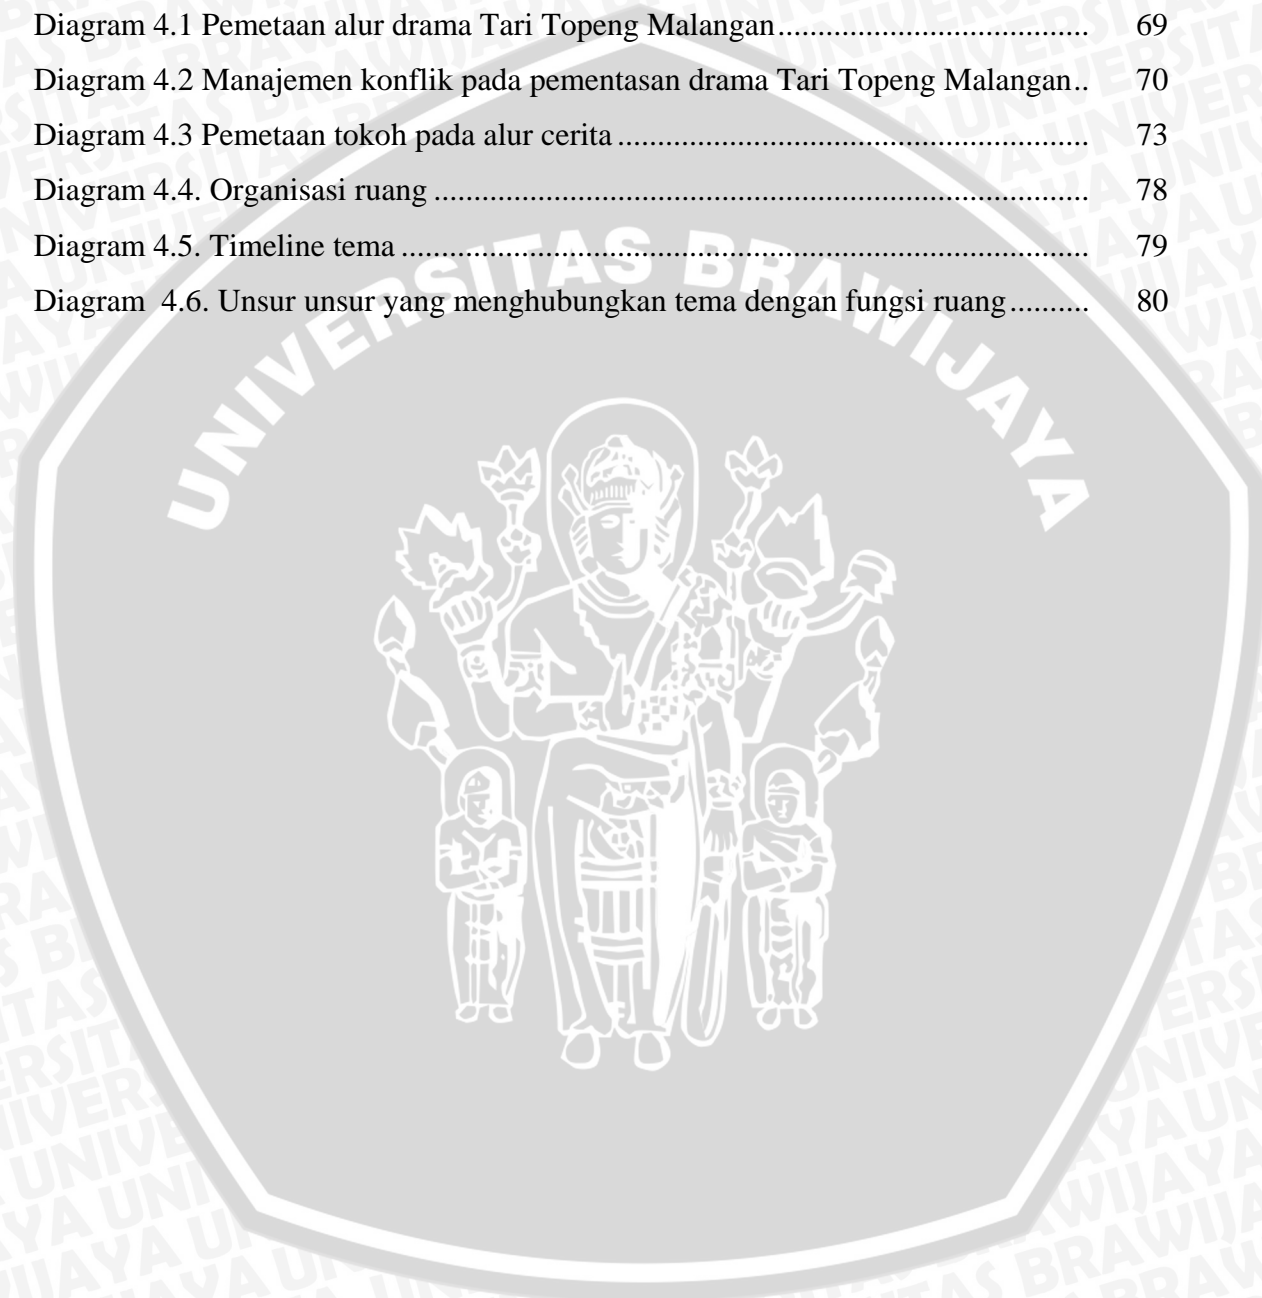 Diagram 4.1 Pemetaan alur drama Tari Topeng Malangan....................................... 69
Diagram 4.2 Manajemen konflik pada pementasan drama Tari Topeng Malangan.. 70
Diagram 4.3 Pemetaan tokoh pada alur cerita........................................................... 73
Diagram 4.4. Organisasi ruang.................................................................................. 78
Diagram 4.5. Timeline tema...................................................................................... 79
Diagram  4.6. Unsur unsur yang menghubungkan tema dengan fungsi ruang.......... 80
UNIVERSITAS BRAWIJAYA